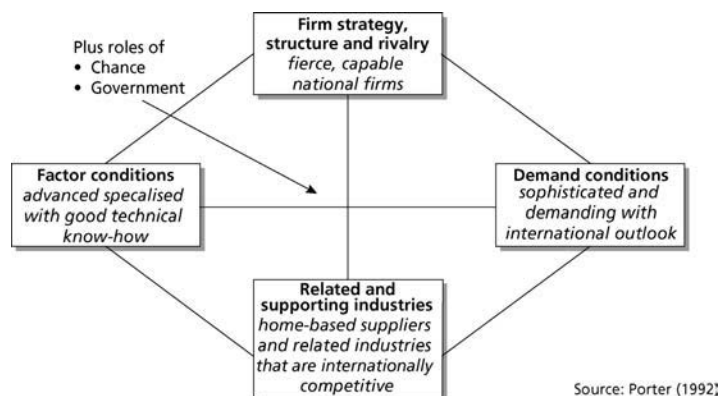 Firm strategy,
structure and rivalry
fierce, capable
national firms
Plus roles of
• Chance
• Government
Factor conditions
advanced specalised
with good technical
know-how
Demand conditions
sophisticated and
demanding with
international outlook
Related and
supporting industries
home-based suppliers
and related industries
that are internationally
competitive
Source: Porter (1992)